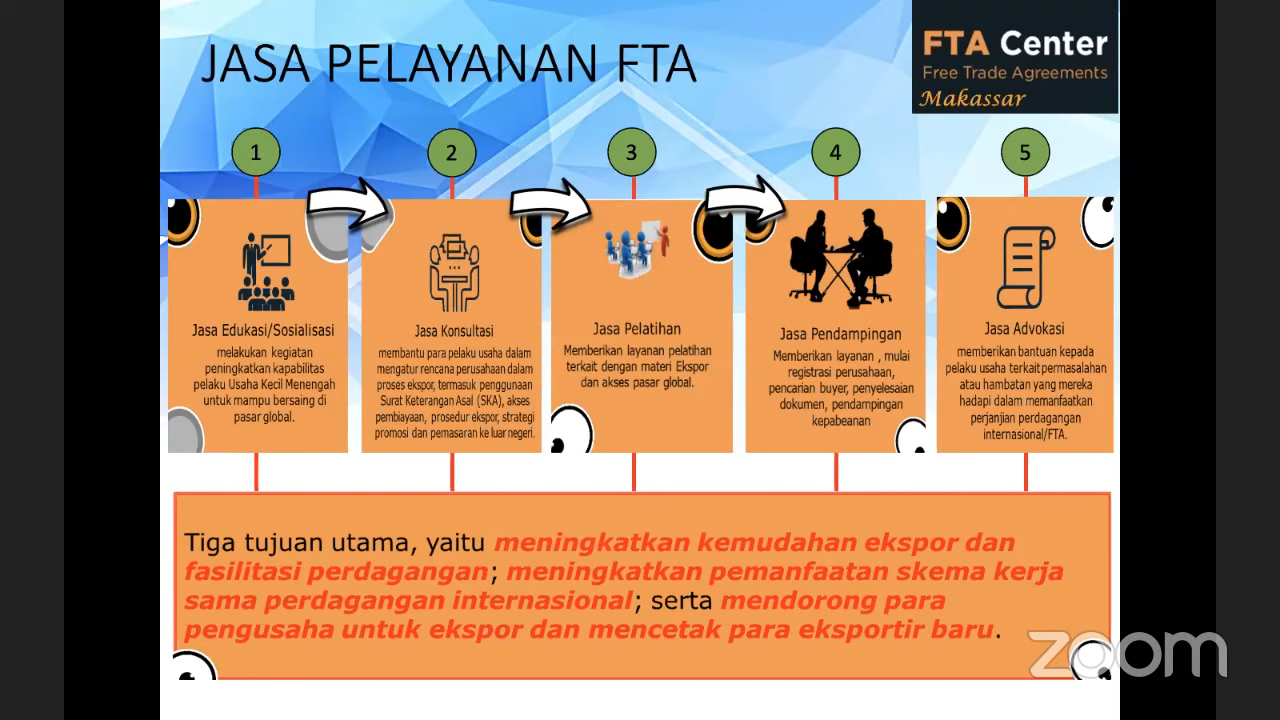 JASA PELAYANAN FTA
FTA Center
Free Trade Agreements
Makassar
1
2
3
4
5
Jasa Edukasi/Sosialisasi
melakukan kegiatan
peningkatkan kapabilitas
pelaku Usaha Kecil Menengah
untuk mampu bersaing di
pasar global.
Jasa Konsultasi
membantu para pelaku usaha dalam
mengatur rencana perusahaan dalam
proses ekspor, termasuk penggunaan
Surat Keterangan Asal (SKA), akses
pembiayaan, prosedur ekspor, strategi
promosi dan pemasaran ke luar negeri.
Jasa Pelatihan
Memberikan layanan pelatihan
terkait dengan materi Ekspor
dan akses pasar global.
Jasa Pendampingan
Memberikan layanan , mulai
registrasi perusahaan,
pencarian buyer, penyelesaian
dokumen, pendampingan
kepabeanan
Jasa Advokasi
memberikan bantuan kepada
pelaku usaha terkait permasalahan
atau hambatan yang mereka
hadapi dalam memanfaatkan
perjanjian perdagangan
internasional/FTA.
Tiga tujuan utama, yaitu meningkatkan kemudahan ekspor dan
fasilitasi perdagangan; meningkatkan pemanfaatan skema kerja
sama perdagangan internasional; serta mendorong para
pengusaha untuk ekspor dan mencetak para eksportir baru.
zoom